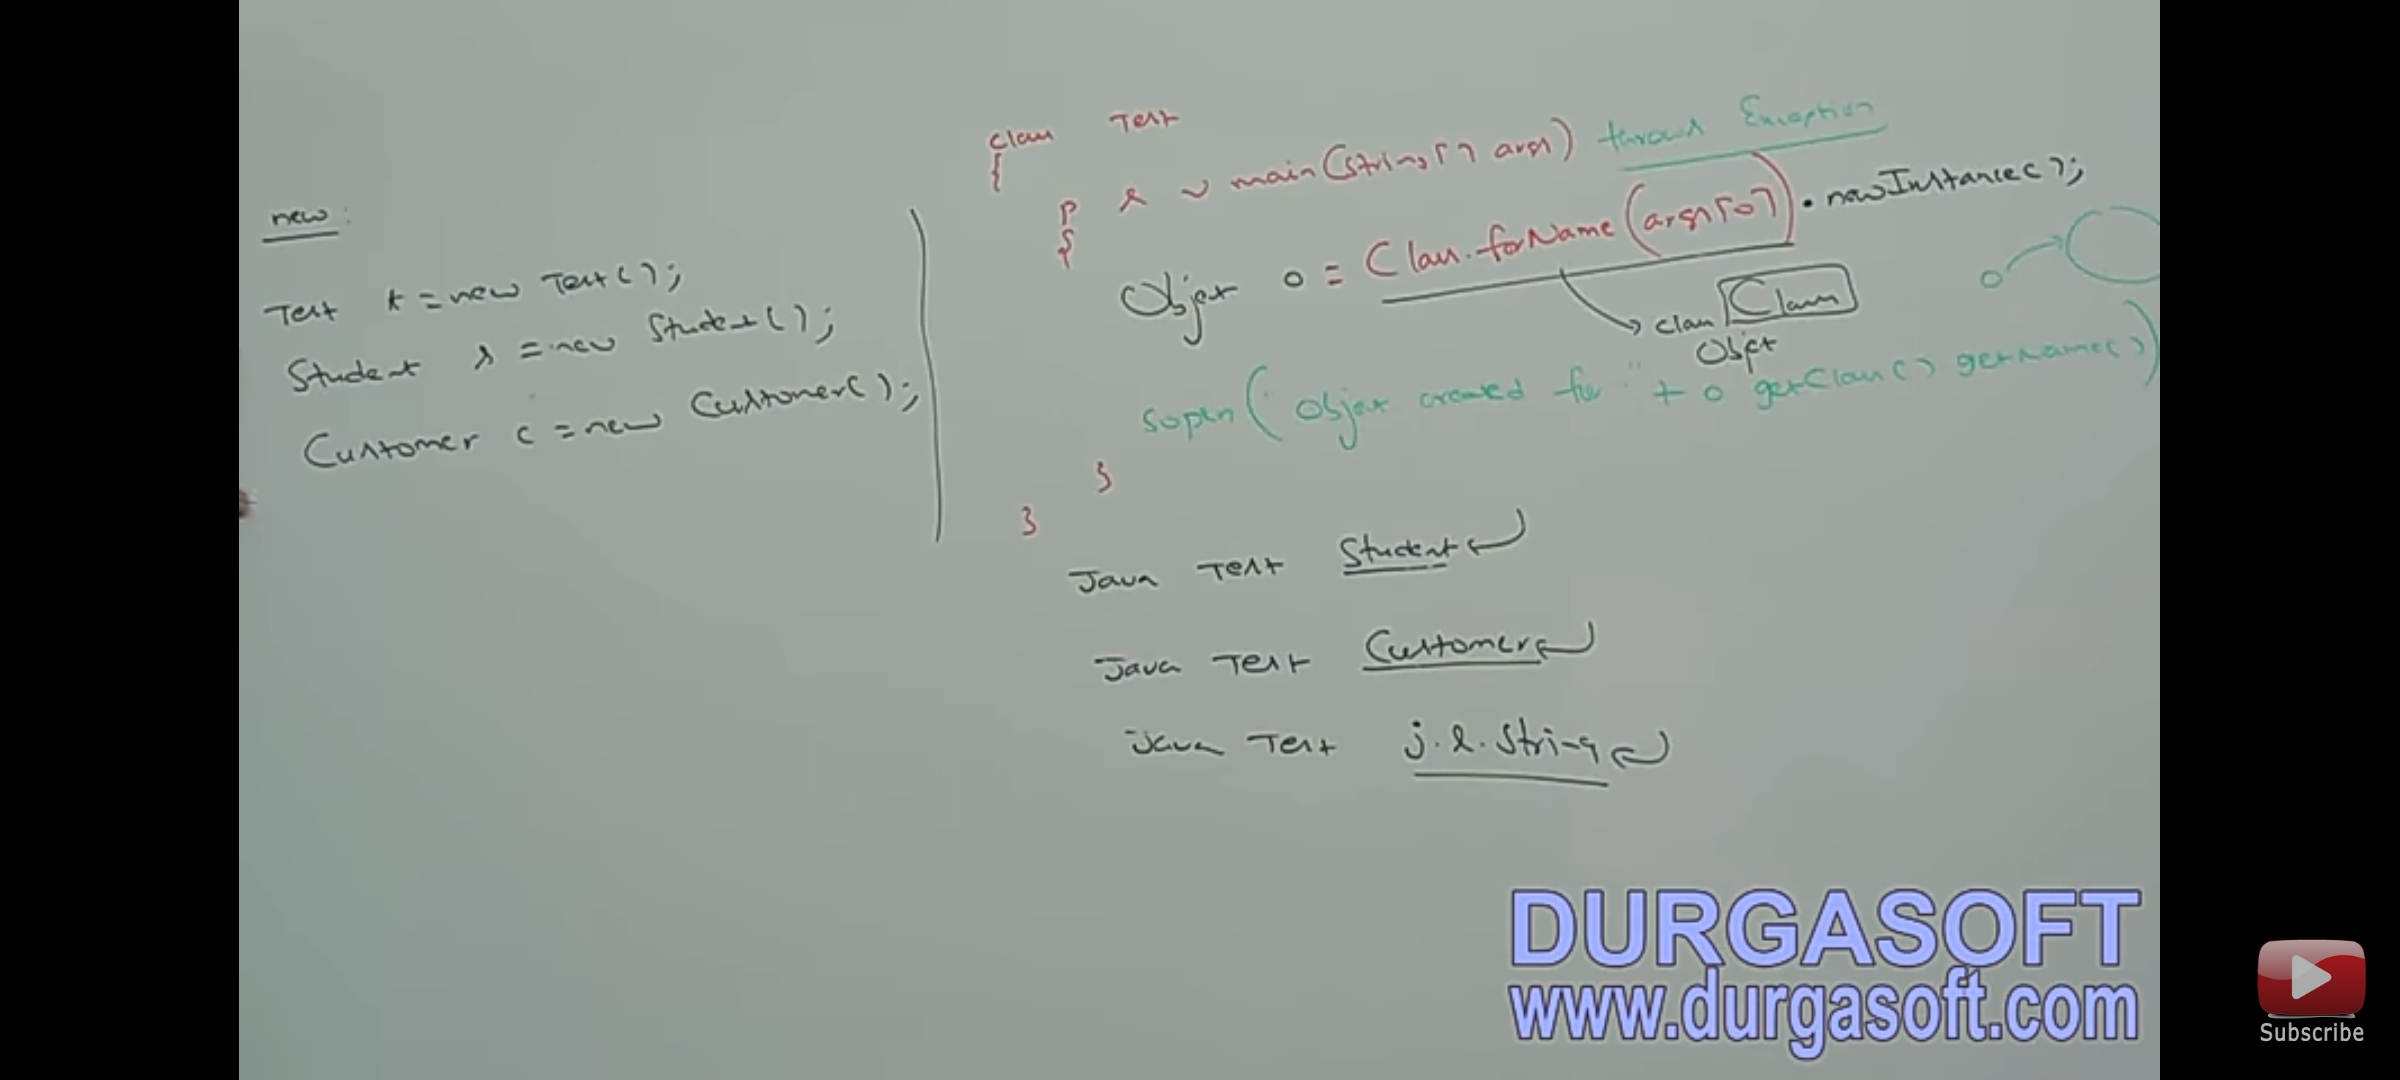 new :
Test t = new Test();
Student s = new Student();
Customer c = new Customer();
class Test
{
p s v main(String[] args) throws Exception
{
Object o = Class.forName(args[0]).newInstance();
class Class
Object
o
sopln("Object created for " + o getClass() getName()
}
}
Java Test Student
Java Test Customer
Java Test j.l.String
DURGASOFT
www.durgasoft.com
Subscribe